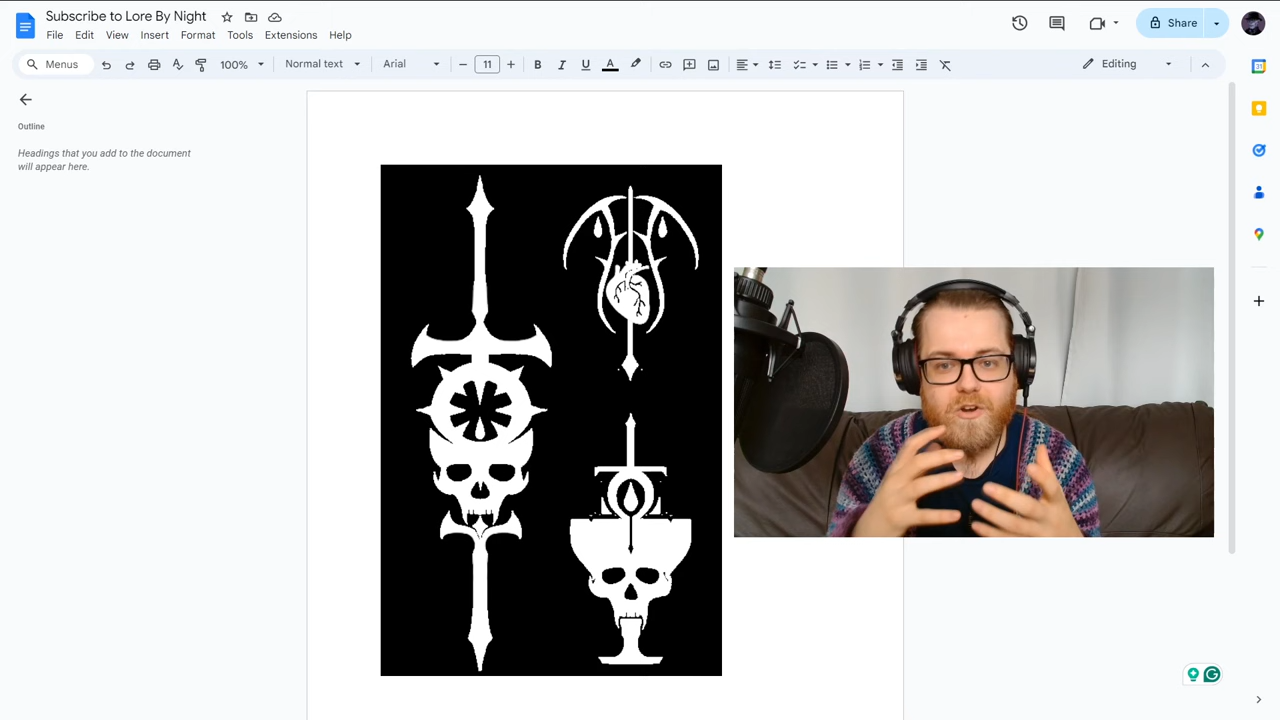 Subscribe to Lore By Night
File Edit View Insert Format Tools Extensions Help
Share
Menus 100% Normal text Arial 11 B I U A Editing
31
Outline
Headings that you add to the document
will appear here.